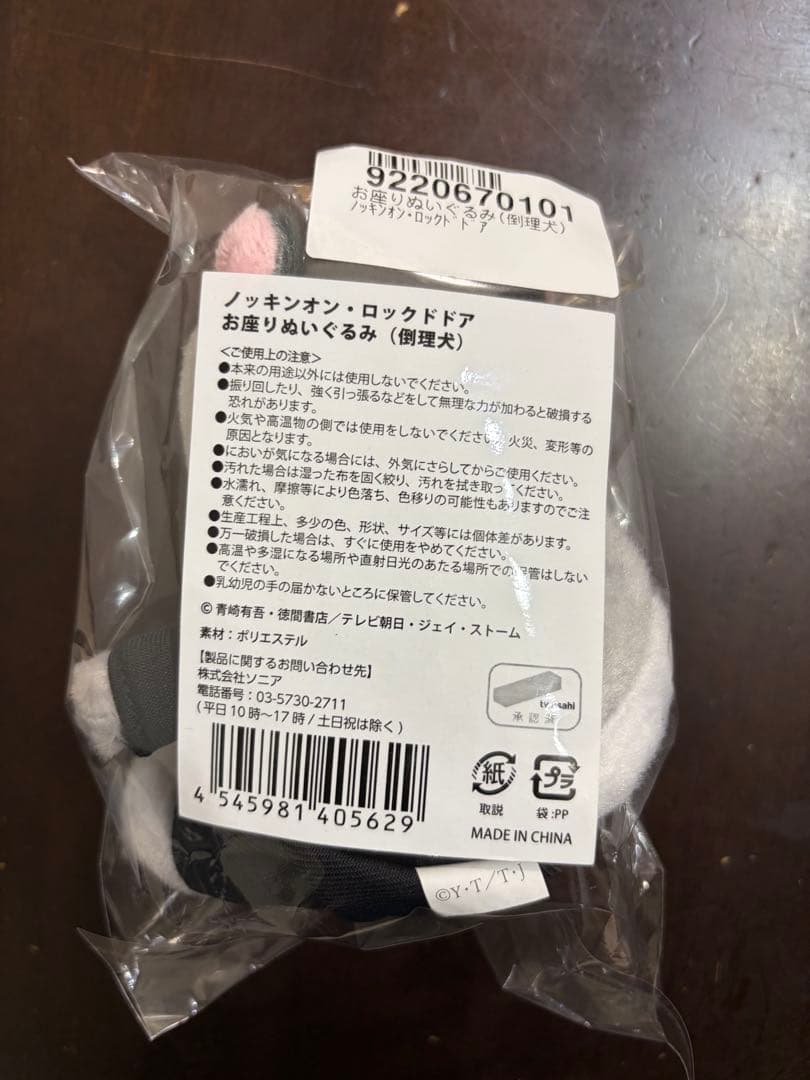 9220670101
お座りぬいぐるみ(倒理犬)
ノッキンオン・ロックドドア
ノッキンオン・ロックドドア
お座りぬいぐるみ（倒理犬）
＜ご使用上の注意＞
●本来の用途以外には使用しないでください。
●振り回したり、強く引っ張るなどをして無理な力が加わると破損する
恐れがあります。
●火気や高温物の側では使用をしないでください。火災、変形等の
原因となります。
●においが気になる場合には、外気にさらしてからご使用ください。
●汚れた場合は湿った布を固く絞り、汚れを拭き取ってください。
●水濡れ、摩擦等により色落ち、色移りの可能性もありますのでご注
意ください。
●生産工程上、多少の色、形状、サイズ等には個体差があります。
●万一破損した場合は、すぐに使用をやめてください。
●高温や多湿になる場所や直射日光のあたる場所での保管はしない
でください。
●乳幼児の手の届かないところに保管してください。
©青崎有吾・徳間書店／テレビ朝日・ジェイ・ストーム
素材：ポリエステル
【製品に関するお問い合わせ先】
株式会社ソニア
電話番号：03-5730-2711
(平日10時～17時/土日祝は除く)
tv asahi
承認済
4 545981 405629
紙
取説
プラ
袋:PP
MADE IN CHINA
©Y・T/T・J